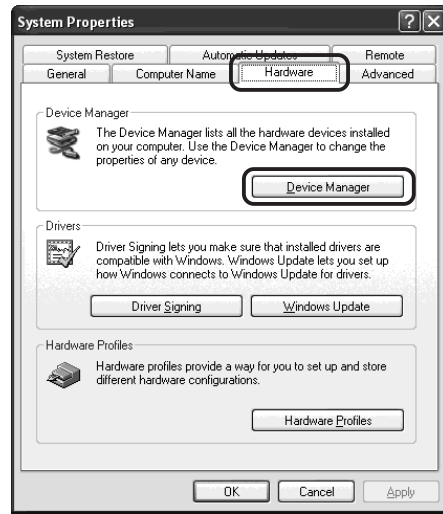 System Properties
System Restore Automatic Updates Remote
General Computer Name Hardware Advanced
Device Manager
The Device Manager lists all the hardware devices installed
on your computer. Use the Device Manager to change the
properties of any device.
Device Manager
Drivers
Driver Signing lets you make sure that installed drivers are
compatible with Windows. Windows Update lets you set up
how Windows connects to Windows Update for drivers.
Driver Signing Windows Update
Hardware Profiles
Hardware profiles provide a way for you to set up and store
different hardware configurations.
Hardware Profiles
OK Cancel Apply